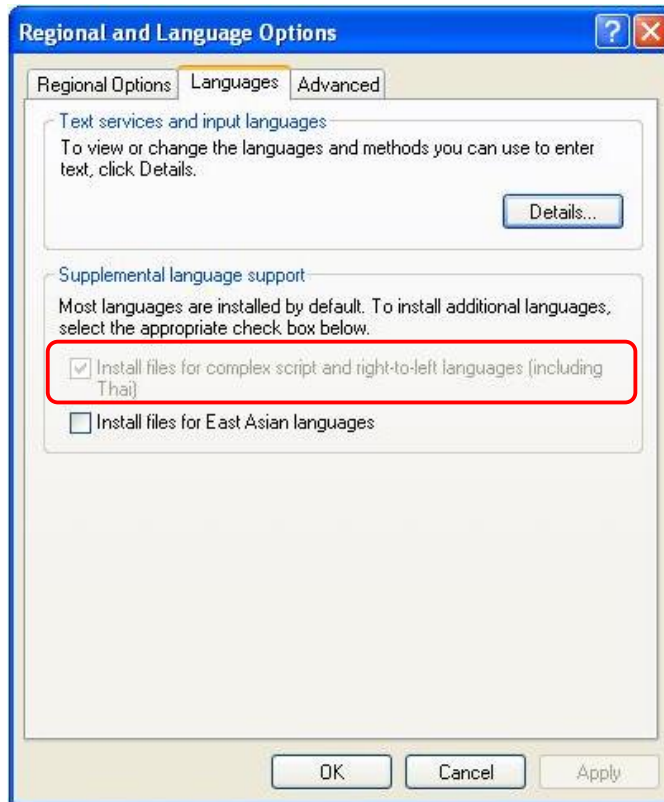 Regional and Language Options
Regional Options Languages Advanced
Text services and input languages
To view or change the languages and methods you can use to enter
text, click Details.
Details...
Supplemental language support
Most languages are installed by default. To install additional languages,
select the appropriate check box below.
Install files for complex script and right-to-left languages (including
Thai)
Install files for East Asian languages
OK Cancel Apply